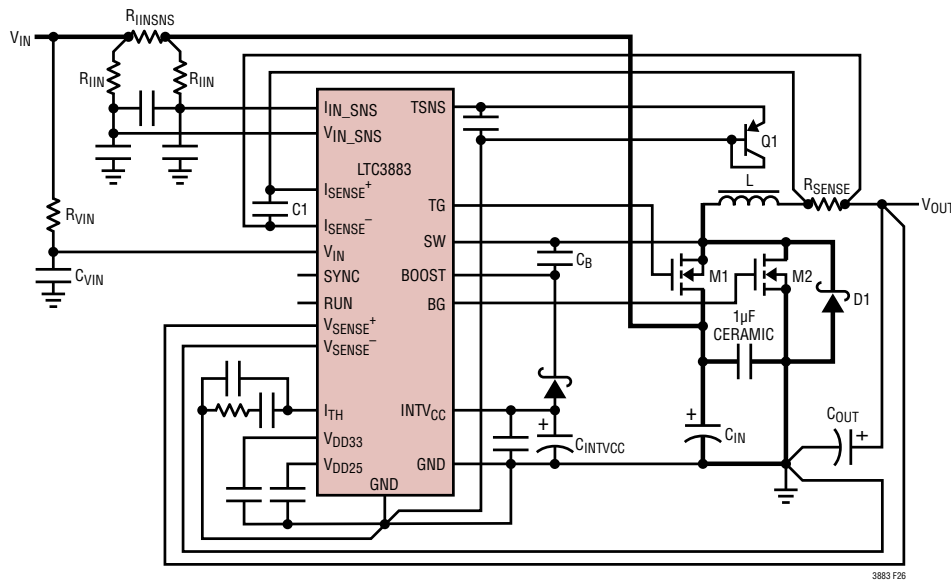 RIINSNS
VIN
RIIN
RIIN
IIN_SNS
TSNS
VIN_SNS
Q1
LTC3883
L
RSENSE
ISENSE+
C1
TG
VOUT
RVIN
ISENSE−
SW
VIN
CB
M1
M2
CVIN
SYNC
BOOST
D1
RUN
BG
1µF
CERAMIC
VSENSE+
VSENSE−
ITH
INTVCC
COUT
+
+
CIN
+
CINTVCC
VDD33
VDD25
GND
GND
3883 F26